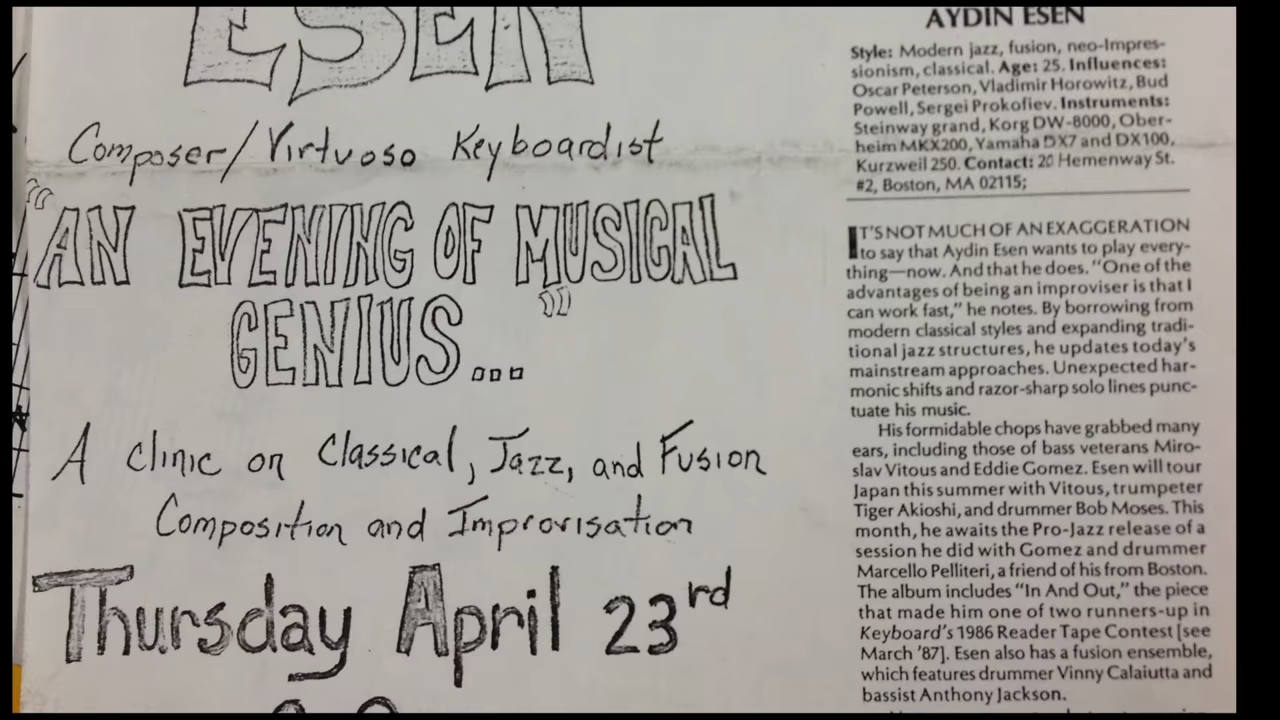 ESEN
Composer/Virtuoso Keyboardist
"AN EVENING OF MUSICAL
GENIUS..."
A clinic on Classical, Jazz, and Fusion
Composition and Improvisation
Thursday April 23rd
AYDIN ESEN
Style: Modern jazz, fusion, neo-Impres-
sionism, classical. Age: 25. Influences:
Oscar Peterson, Vladimir Horowitz, Bud
Powell, Sergei Prokofiev. Instruments:
Steinway grand, Korg DW-8000, Ober-
heim MKX200, Yamaha DX7 and DX100,
Kurzweil 250. Contact: 20 Hemenway St.
#2, Boston, MA 02115;
IT'S NOT MUCH OF AN EXAGGERATION
to say that Aydin Esen wants to play every-
thing—now. And that he does. "One of the
advantages of being an improviser is that I
can work fast," he notes. By borrowing from
modern classical styles and expanding tradi-
tional jazz structures, he updates today's
mainstream approaches. Unexpected har-
monic shifts and razor-sharp solo lines punc-
tuate his music.
His formidable chops have grabbed many
ears, including those of bass veterans Miro-
slav Vitous and Eddie Gomez. Esen will tour
Japan this summer with Vitous, trumpeter
Tiger Akioshi, and drummer Bob Moses. This
month, he awaits the Pro-Jazz release of a
session he did with Gomez and drummer
Marcello Pelliteri, a friend of his from Boston.
The album includes "In And Out," the piece
that made him one of two runners-up in
Keyboard's 1986 Reader Tape Contest [see
March '87]. Esen also has a fusion ensemble,
which features drummer Vinny Calaiutta and
bassist Anthony Jackson.